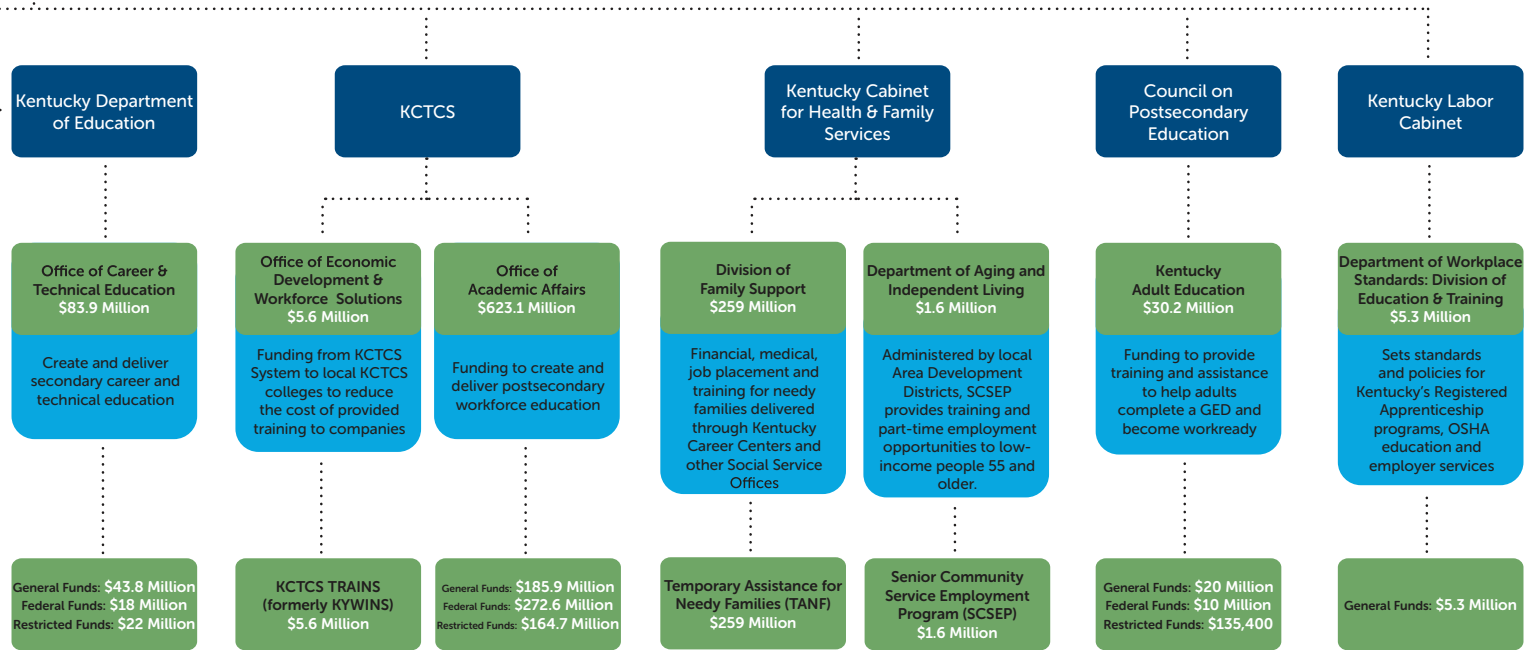 Kentucky Department
of Education
KCTCS
Kentucky Cabinet
for Health & Family
Services
Council on
Postsecondary
Education
Kentucky Labor
Cabinet
Office of Career &
Technical Education
$83.9 Million
Create and deliver
secondary career and
technical education
General Funds: $43.8 Million
Federal Funds: $18 Million
Restricted Funds: $22 Million
Office of Economic
Development &
Workforce Solutions
$5.6 Million
Funding from KCTCS
System to local KCTCS
colleges to reduce
the cost of provided
training to companies
KCTCS TRAINS
(formerly KYWINS)
$5.6 Million
Office of
Academic Affairs
$623.1 Million
Funding to create and
deliver postsecondary
workforce education
General Funds: $185.9 Million
Federal Funds: $272.6 Million
Restricted Funds: $164.7 Million
Division of
Family Support
$259 Million
Financial, medical,
job placement and
training for needy
families delivered
through Kentucky
Career Centers and
other Social Service
Offices
Temporary Assistance for
Needy Families (TANF)
$259 Million
Department of Aging and
Independent Living
$1.6 Million
Administered by local
Area Development
Districts, SCSEP
provides training and
part-time employment
opportunities to low-
income people 55 and
older.
Senior Community
Service Employment
Program (SCSEP)
$1.6 Million
Kentucky
Adult Education
$30.2 Million
Funding to provide
training and assistance
to help adults
complete a GED and
become workready
General Funds: $20 Million
Federal Funds: $10 Million
Restricted Funds: $135,400
Department of Workplace
Standards: Division of
Education & Training
$5.3 Million
Sets standards
and policies for
Kentucky's Registered
Apprenticeship
programs, OSHA
education and
employer services
General Funds: $5.3 Million